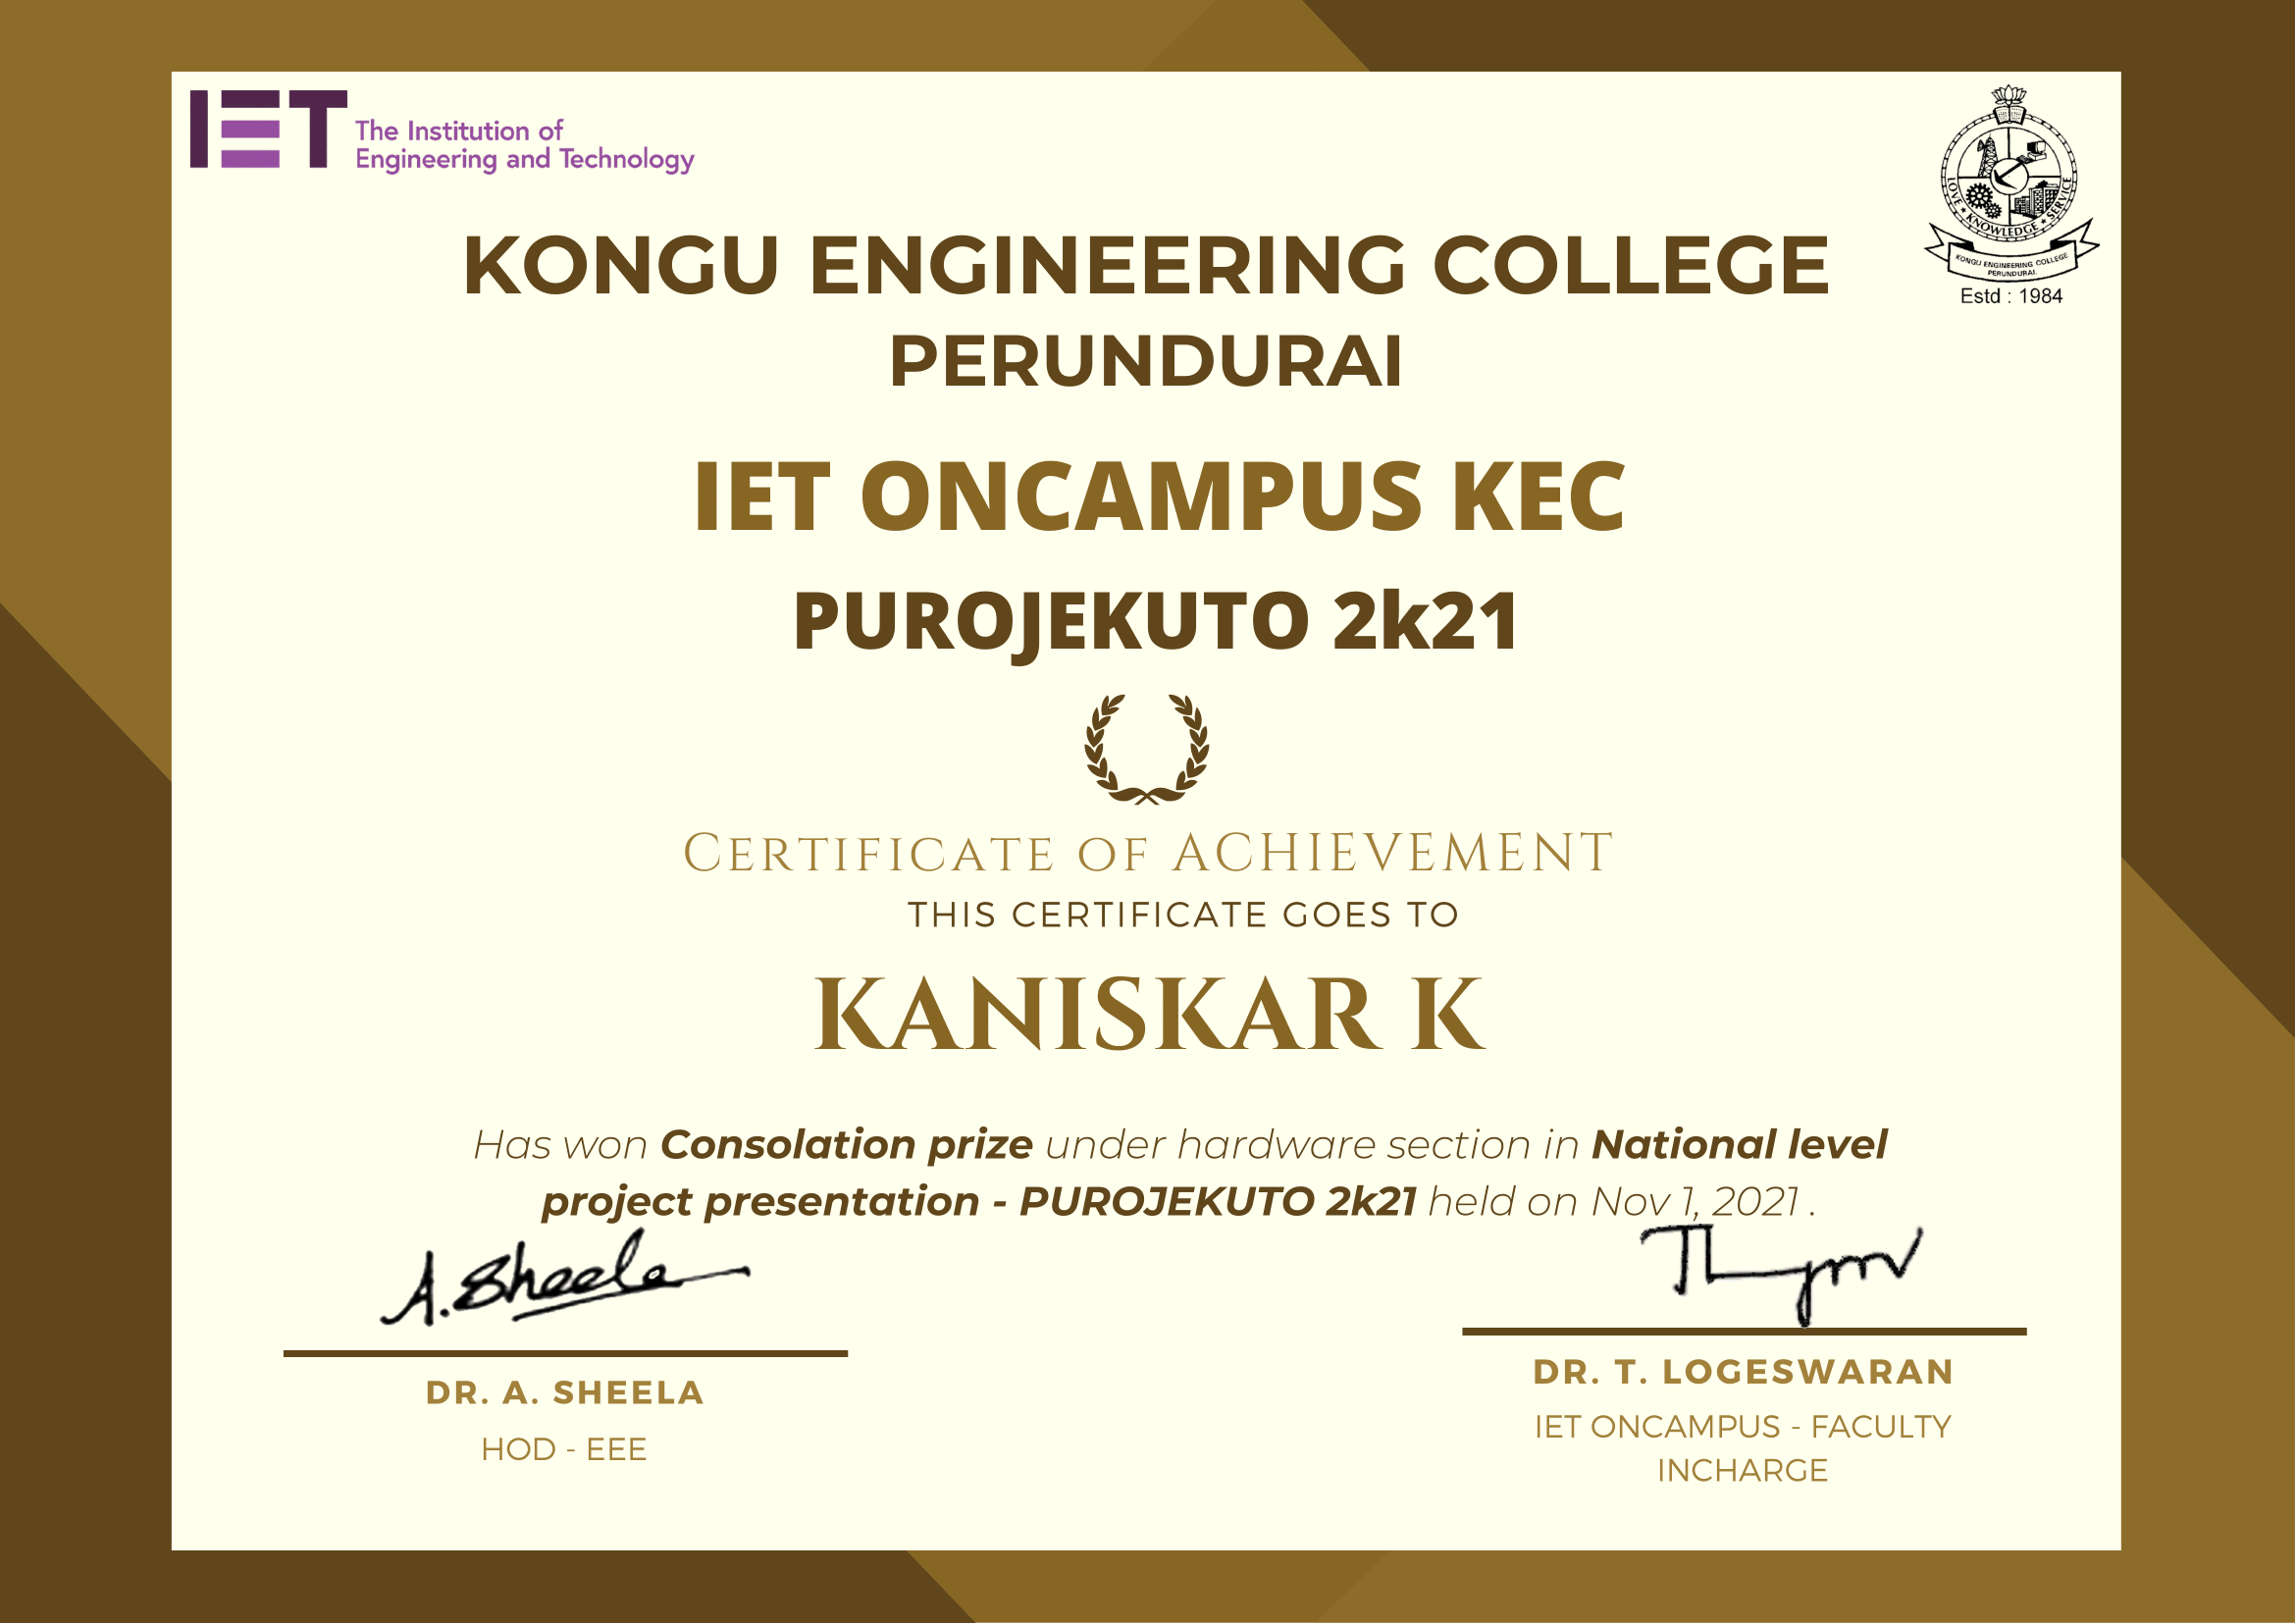 IET The Institution of
Engineering and Technology
LOVE * KNOWLEDGE * SERVICE
KONGU ENGINEERING COLLEGE
PERUNDURAI.
Estd : 1984
KONGU ENGINEERING COLLEGE
PERUNDURAI
IET ONCAMPUS KEC
PUROJEKUTO 2k21
CERTIFICATE OF ACHIEVEMENT
THIS CERTIFICATE GOES TO
KANISKAR K
Has won Consolation prize under hardware section in National level
project presentation - PUROJEKUTO 2k21 held on Nov 1, 2021 .
A. Sheela
DR. A. SHEELA
HOD - EEE
DR. T. LOGESWARAN
IET ONCAMPUS - FACULTY
INCHARGE